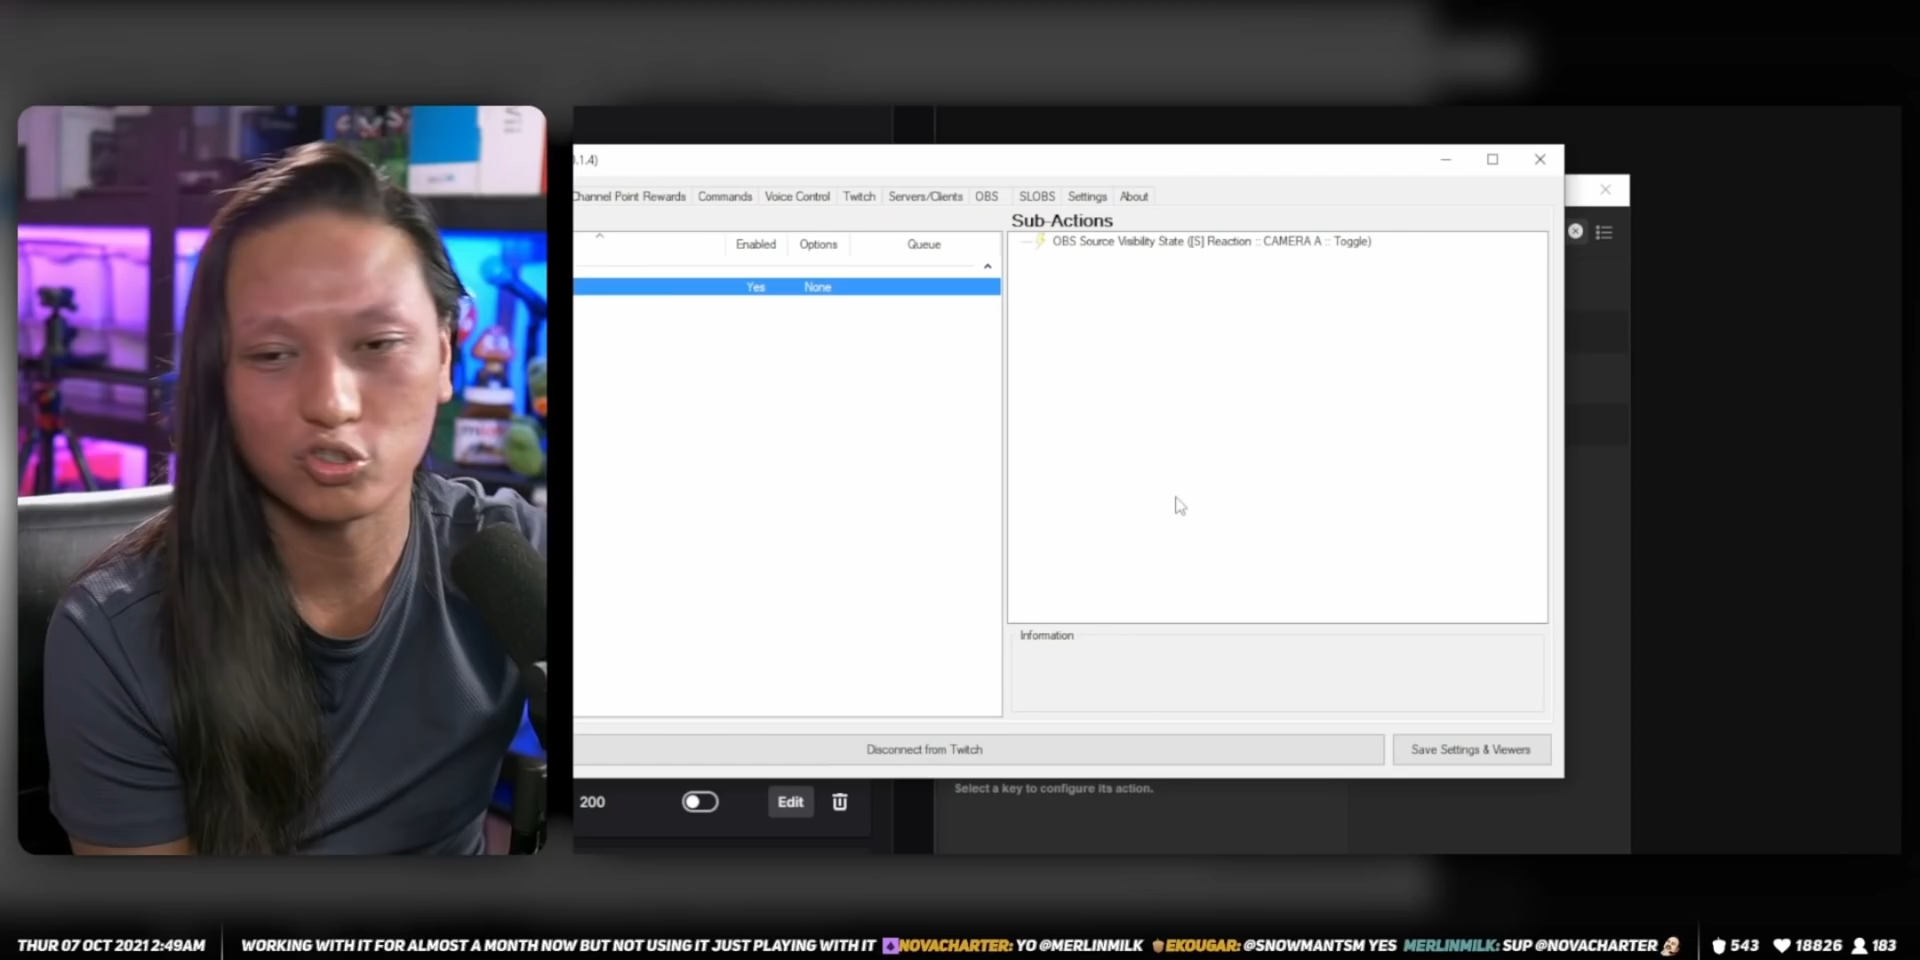 .1.4)
Channel Point Rewards Commands Voice Control Twitch Servers/Clients OBS SLOBS Settings About
Sub-Actions
Enabled Options Queue
OBS Source Visibility State ([S] Reaction :: CAMERA A :: Toggle)
Yes None
Information
Disconnect from Twitch Save Settings & Viewers
Select a key to configure its action.
200 Edit
THUR 07 OCT 2021 2:49AM WORKING WITH IT FOR ALMOST A MONTH NOW BUT NOT USING IT JUST PLAYING WITH IT NOVACHARTER: YO @MERLINMILK EKOUGAR: @SNOWMANTSM YES MERLINMILK: SUP @NOVACHARTER 543 18826 183